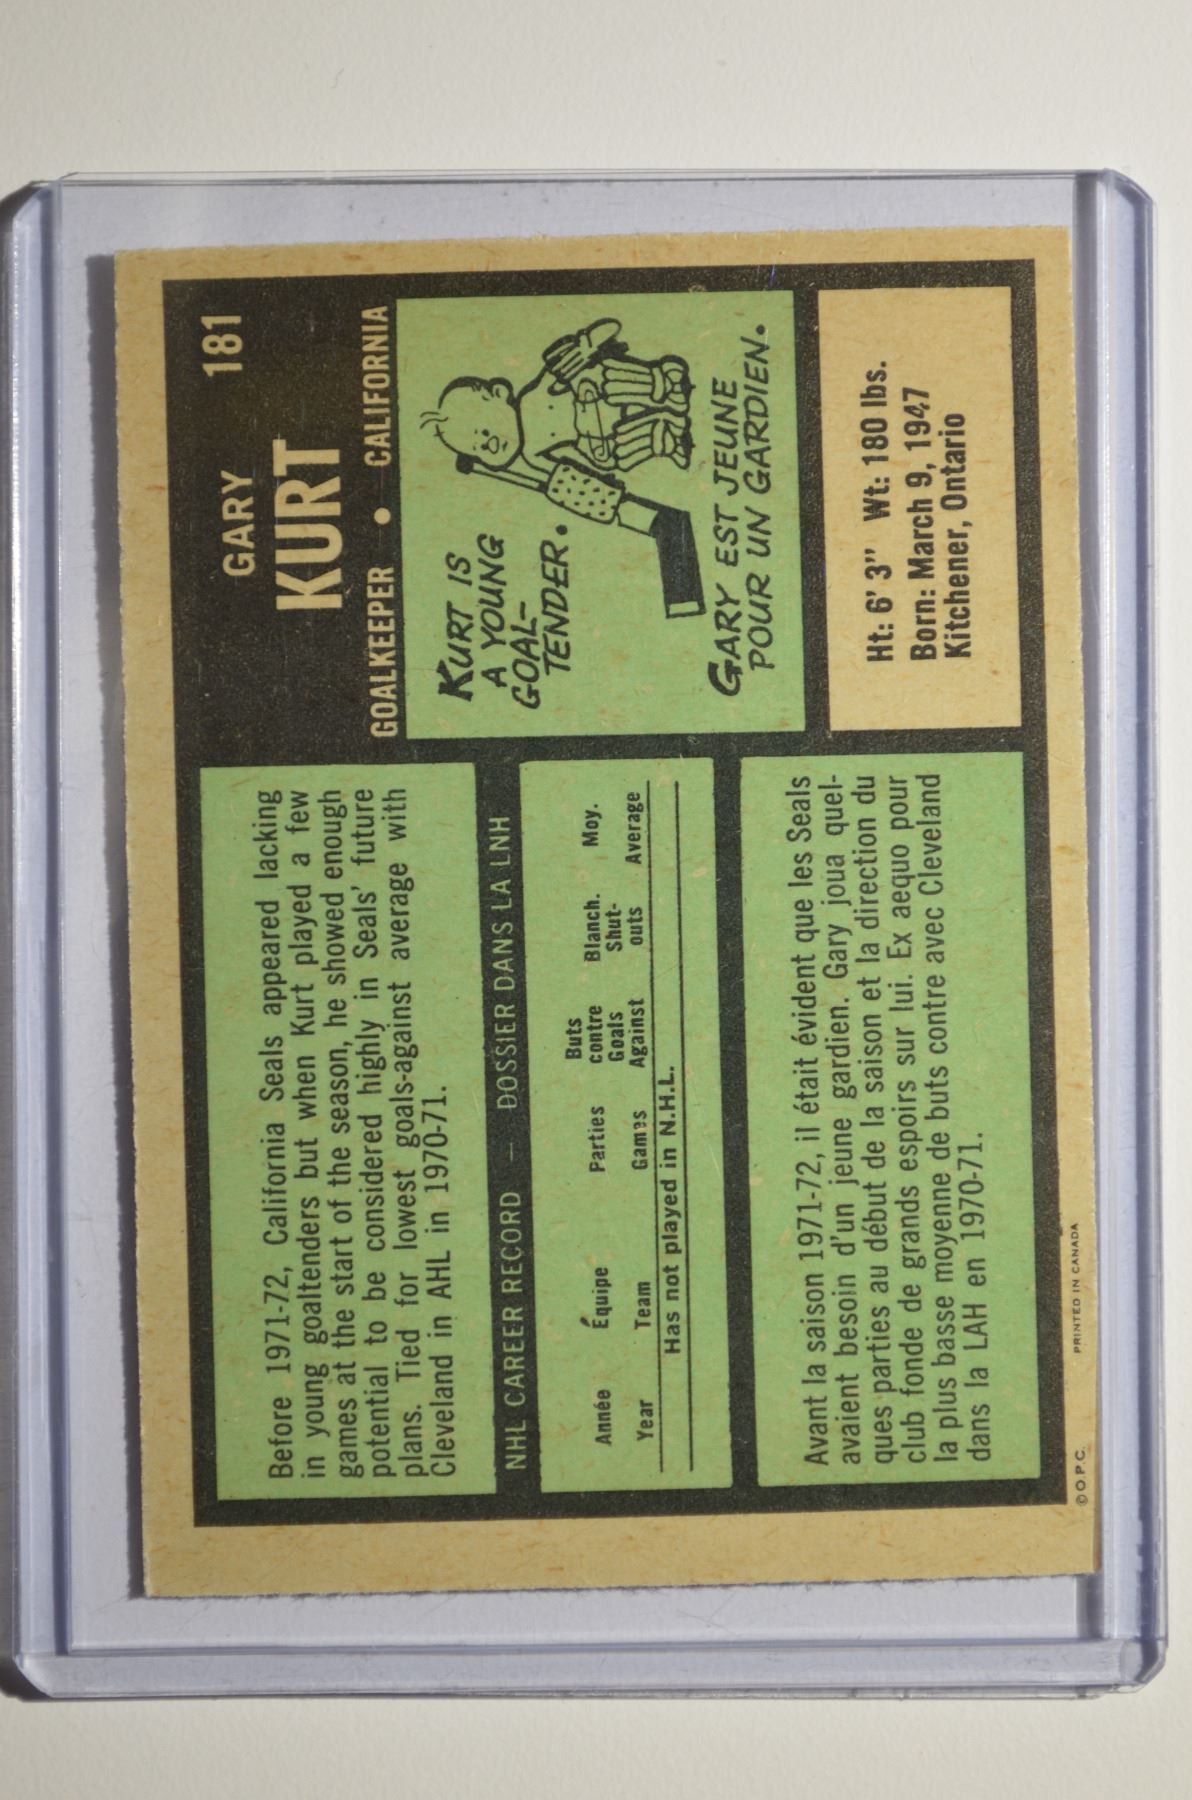 GARY 181
KURT
GOALKEEPER • CALIFORNIA
Before 1971-72, California Seals appeared lacking
in young goaltenders but when Kurt played a few
games at the start of the season, he showed enough
potential to be considered highly in Seals' future
plans. Tied for lowest goals-against average with
Cleveland in AHL in 1970-71.
KURT IS
A YOUNG
GOAL-
TENDER.
GARY EST JEUNE
POUR UN GARDIEN.
NHL CAREER RECORD — DOSSIER DANS LA LNH
Année Équipe Parties Buts contre Blanch. Moy.
Year Team Games Goals Against Shut-outs Average
Has not played in N.H.L.
Ht: 6' 3" Wt: 180 lbs.
Born: March 9, 1947
Kitchener, Ontario
Avant la saison 1971-72, il était évident que les Seals
avaient besoin d'un jeune gardien. Gary joua quel-
ques parties au début de la saison et la direction du
club fonde de grands espoirs sur lui. Ex aequo pour
la plus basse moyenne de buts contre avec Cleveland
dans la LAH en 1970-71.
©O.P.C. PRINTED IN CANADA